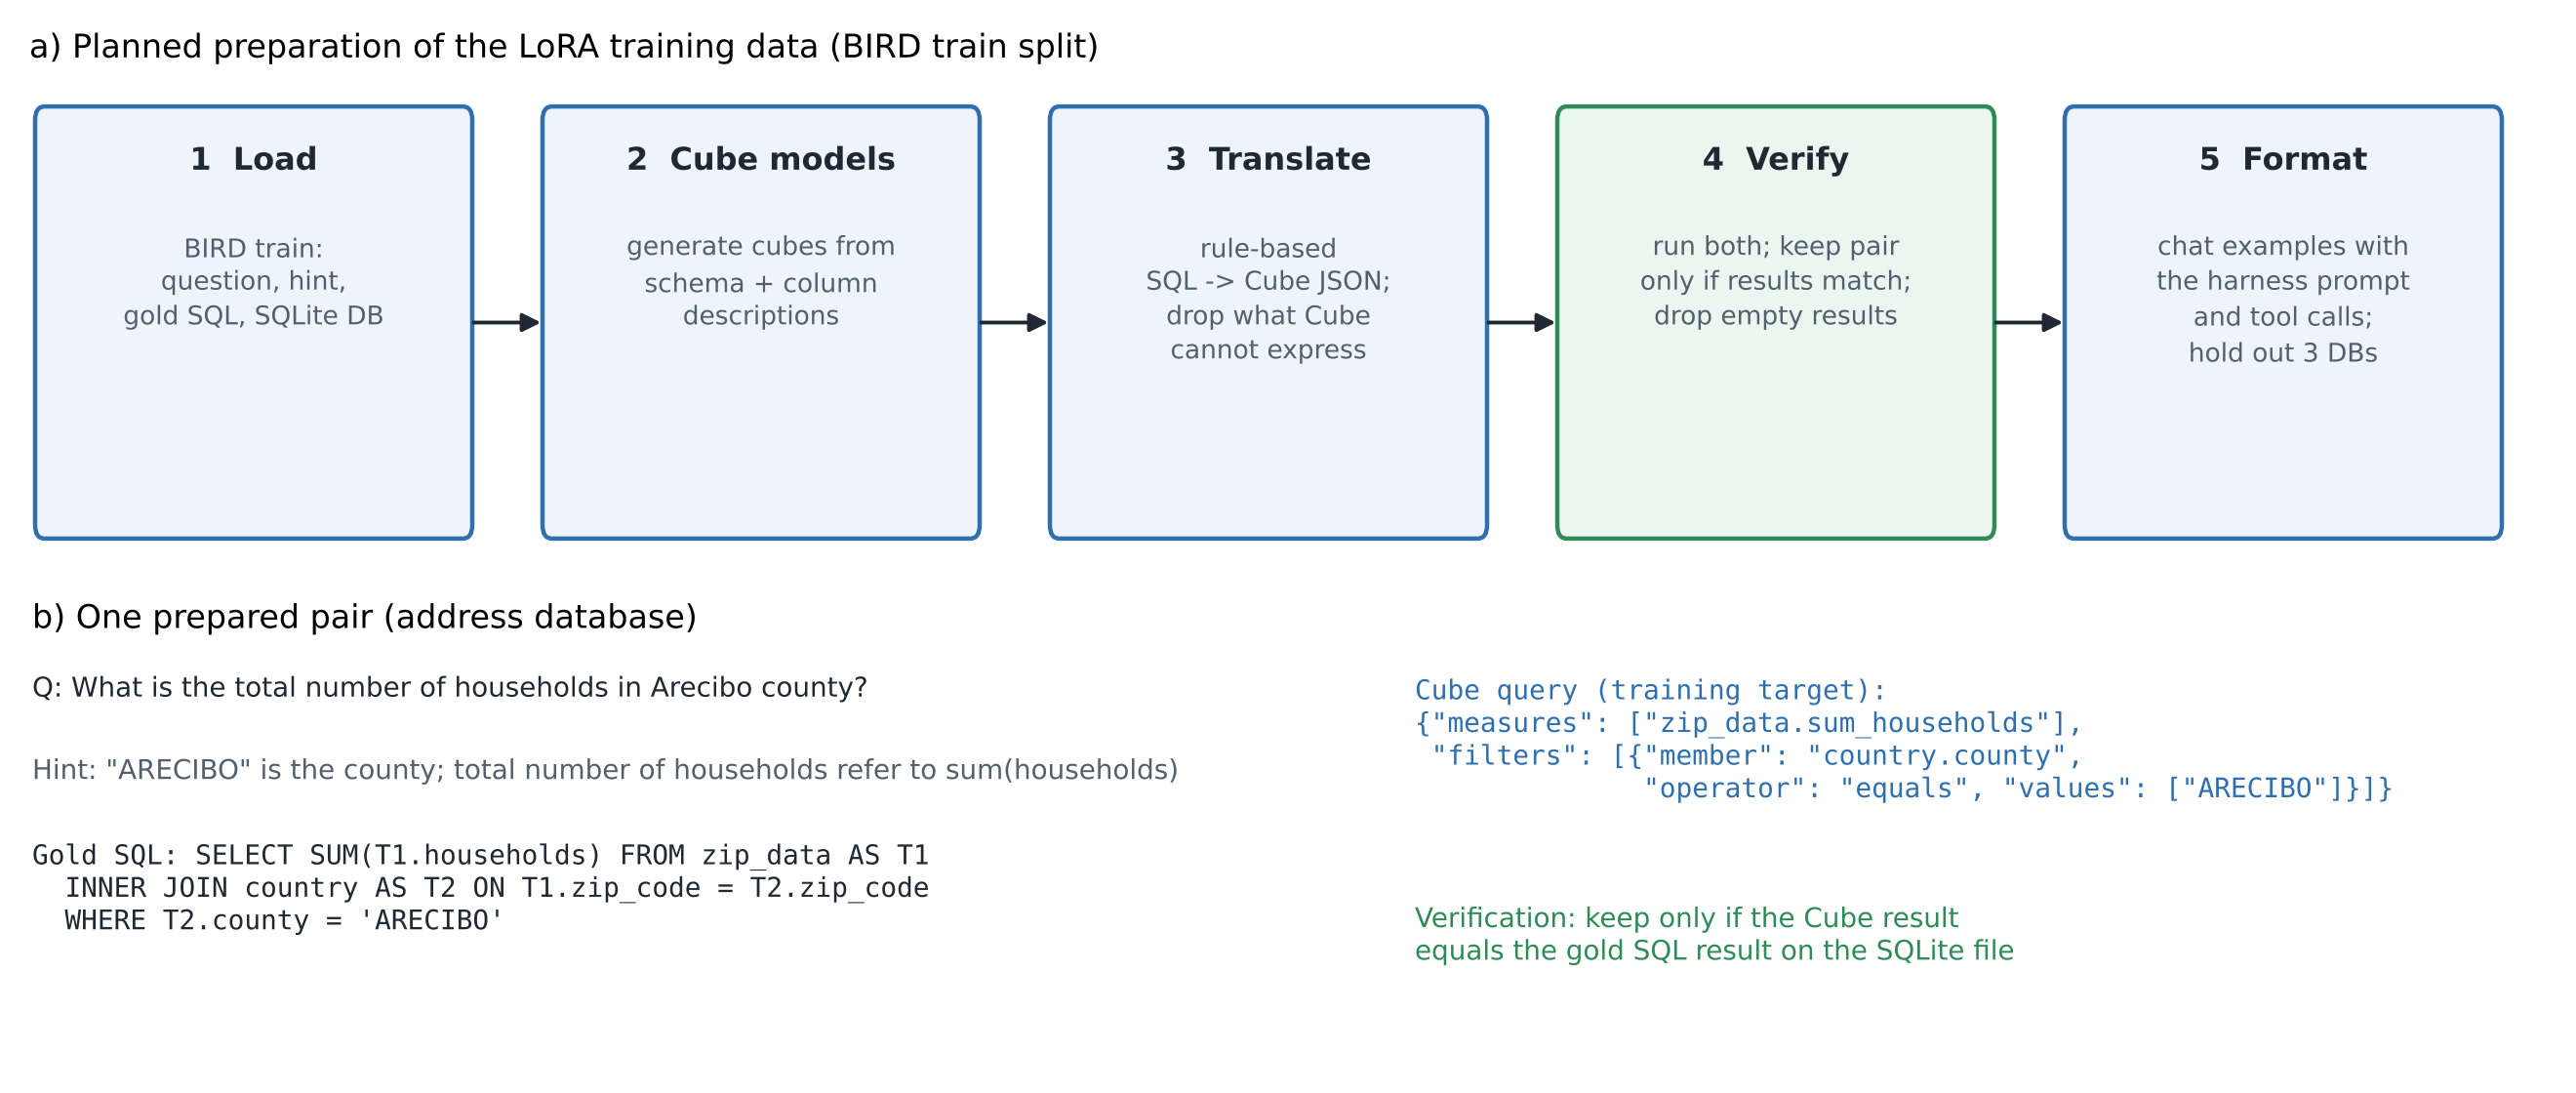 a) Planned preparation of the LoRA training data (BIRD train split)
1  Load
BIRD train:
question, hint,
gold SQL, SQLite DB
2  Cube models
generate cubes from
schema + column
descriptions
3  Translate
rule-based
SQL -> Cube JSON;
drop what Cube
cannot express
4  Verify
run both; keep pair
only if results match;
drop empty results
5  Format
chat examples with
the harness prompt
and tool calls;
hold out 3 DBs
b) One prepared pair (address database)
Q: What is the total number of households in Arecibo county?
Hint: "ARECIBO" is the county; total number of households refer to sum(households)
Gold SQL: SELECT SUM(T1.households) FROM zip_data AS T1
  INNER JOIN country AS T2 ON T1.zip_code = T2.zip_code
  WHERE T2.county = 'ARECIBO'
Cube query (training target):
{"measures": ["zip_data.sum_households"],
 "filters": [{"member": "country.county",
              "operator": "equals", "values": ["ARECIBO"]}]}
Verification: keep only if the Cube result
equals the gold SQL result on the SQLite file